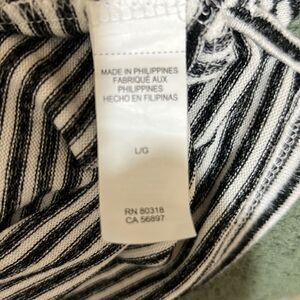 MADE IN PHILIPPINES
FABRIQUÉ AUX
PHILIPPINES
HECHO EN FILIPINAS
L/G
RN 80318
CA 56897